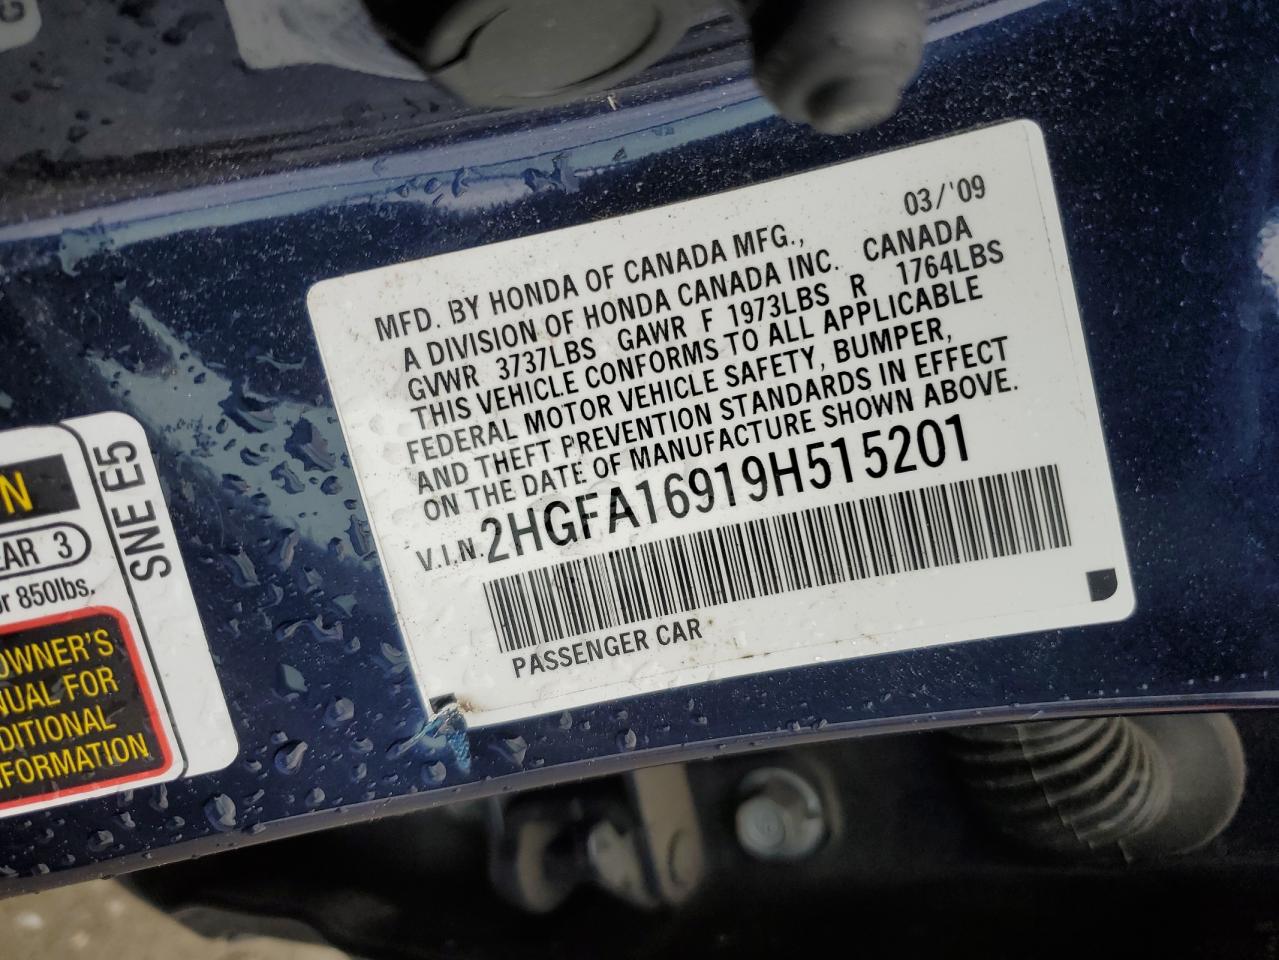 03/'09
MFD. BY HONDA OF CANADA MFG.,
A DIVISION OF HONDA CANADA INC. CANADA
GVWR 3737LBS GAWR F 1973LBS R 1764LBS
THIS VEHICLE CONFORMS TO ALL APPLICABLE
FEDERAL MOTOR VEHICLE SAFETY, BUMPER,
AND THEFT PREVENTION STANDARDS IN EFFECT
ON THE DATE OF MANUFACTURE SHOWN ABOVE.
V.I.N. 2HGFA16919H515201
PASSENGER CAR
SNE E5
N
AR 3
or 850lbs.
OWNER'S
NUAL FOR
DITIONAL
FORMATION